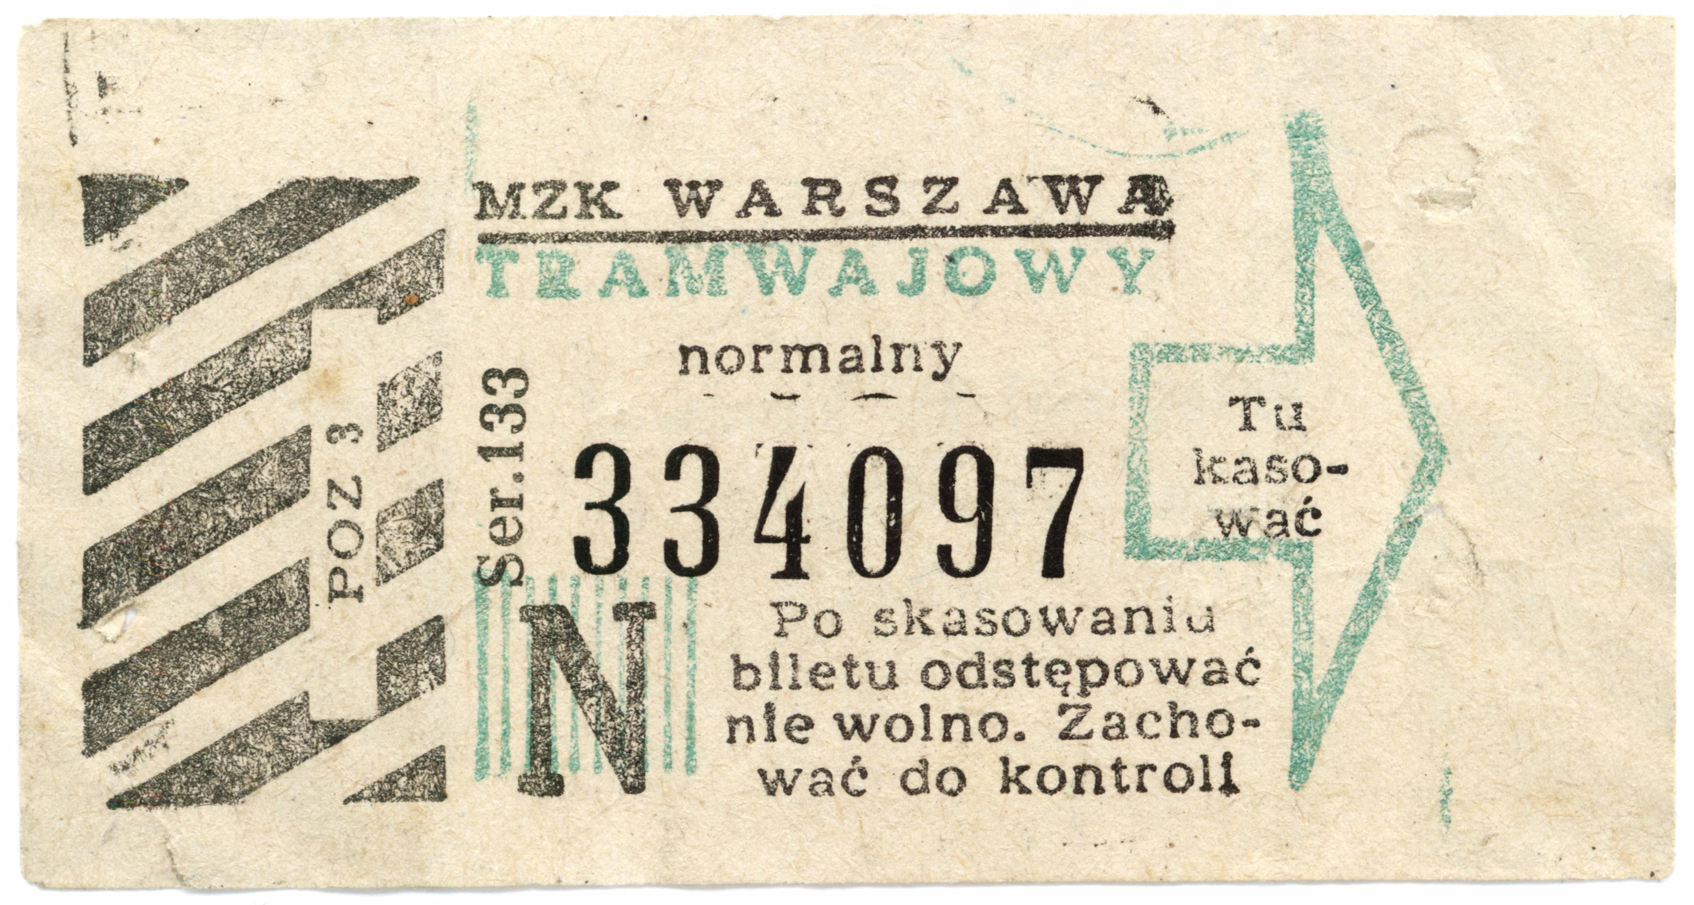 MZK WARSZAWA
TRAMWAJOWY
normalny
POZ 3
Ser.133
334097
Tu
kaso-
wać
N
Po skasowaniu
biletu odstępować
nie wolno. Zacho-
wać do kontroli